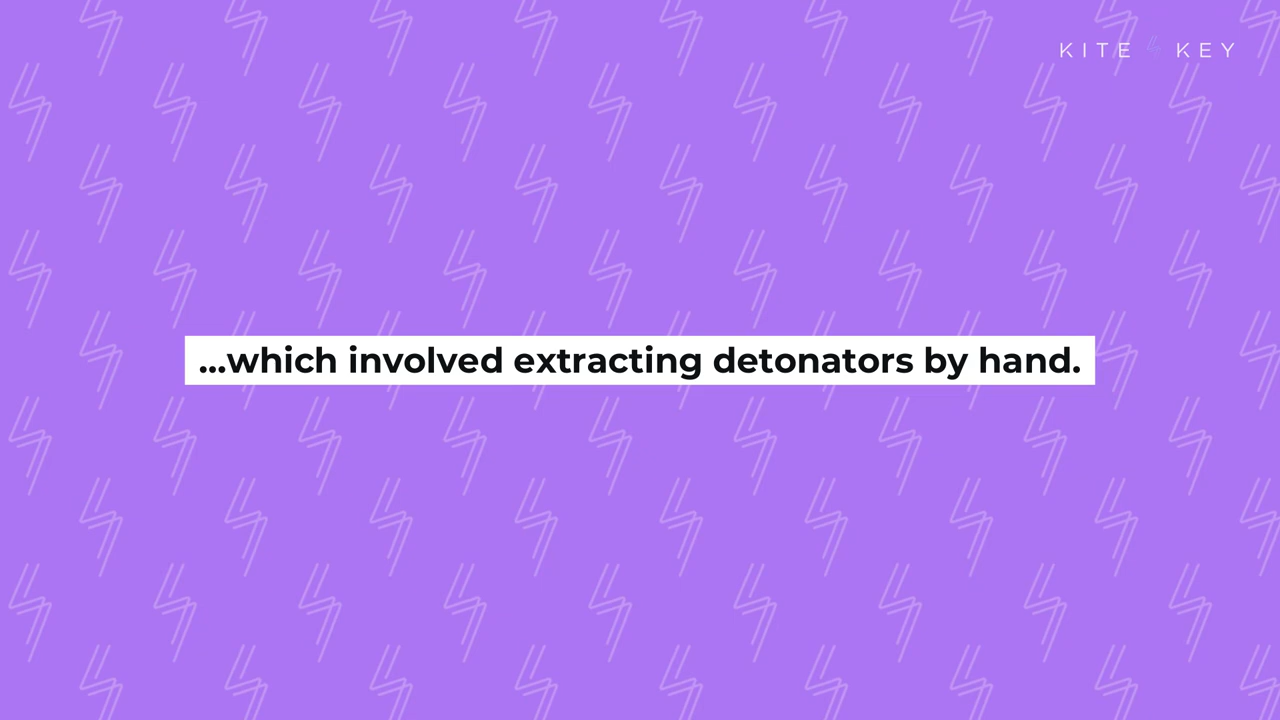 KITE KEY
...which involved extracting detonators by hand.